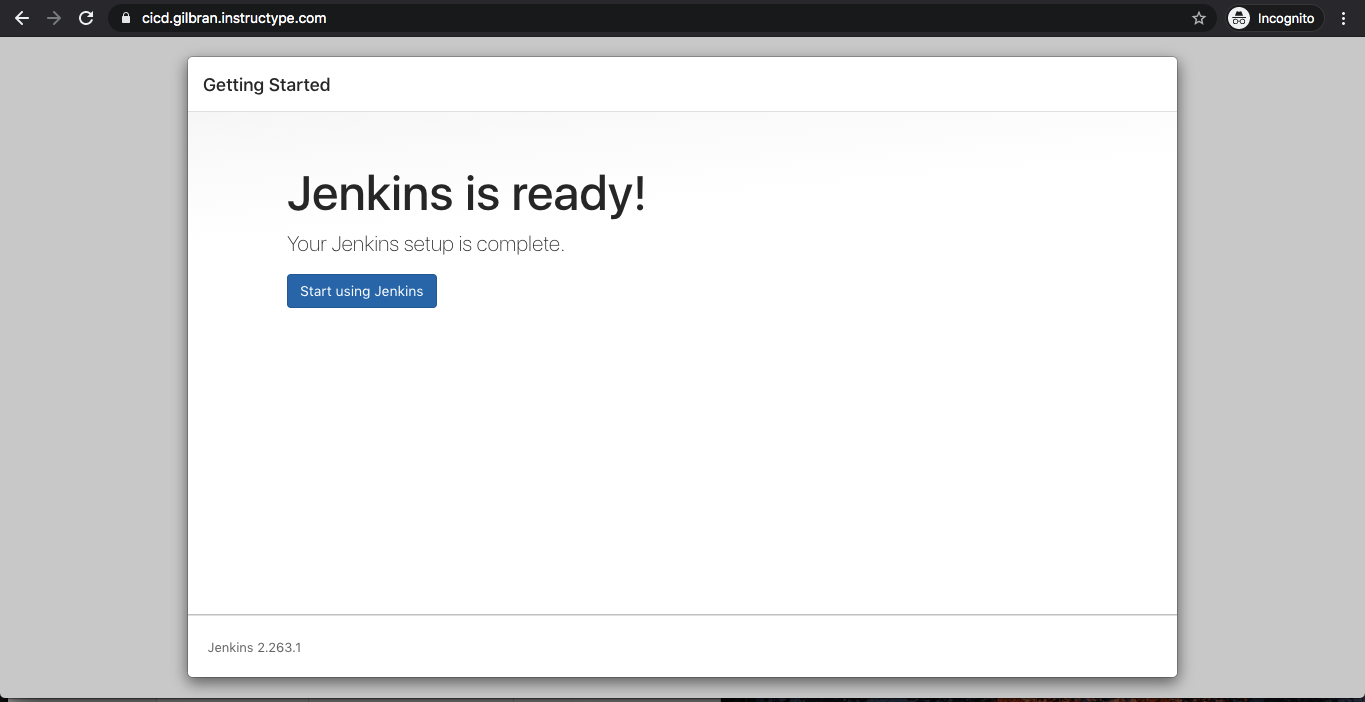 cicd.gilbran.instructype.com
Incognito
Getting Started
Jenkins is ready!
Your Jenkins setup is complete.
Start using Jenkins
Jenkins 2.263.1